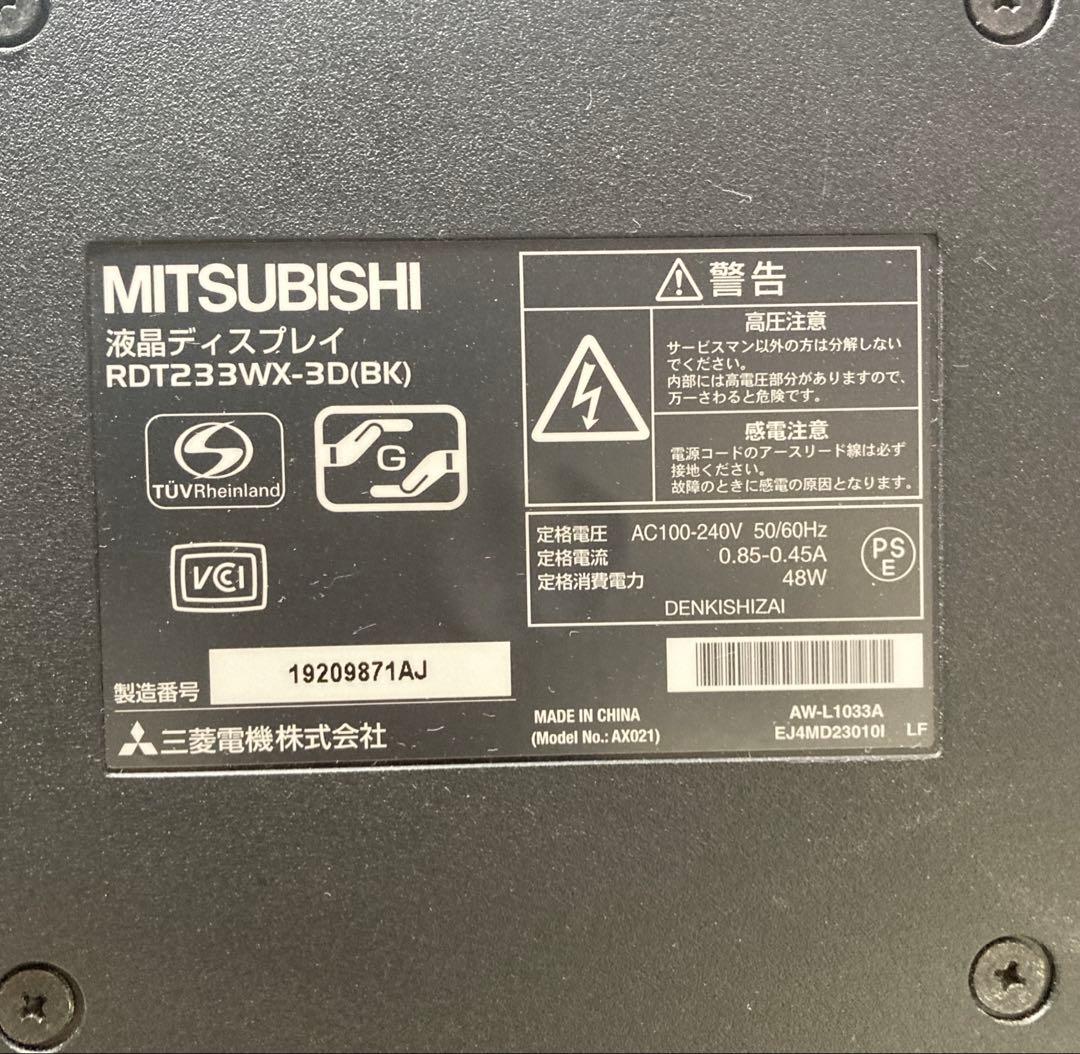 MITSUBISHI
液晶ディスプレイ
RDT233WX-3D(BK)
TÜVRheinland
G
VCI
製造番号 19209871AJ
三菱電機株式会社
警告
高圧注意
サービスマン以外の方は分解しない
でください。
内部には高電圧部分がありますので、
万一さわると危険です。
感電注意
電源コードのアースリード線は必ず
接地ください。
故障のときに感電の原因となります。
定格電圧 AC100-240V 50/60Hz
定格電流 0.85-0.45A
定格消費電力 48W
PS
E
DENKISHIZAI
MADE IN CHINA
(Model No.: AX021)
AW-L1033A
EJ4MD23010I LF